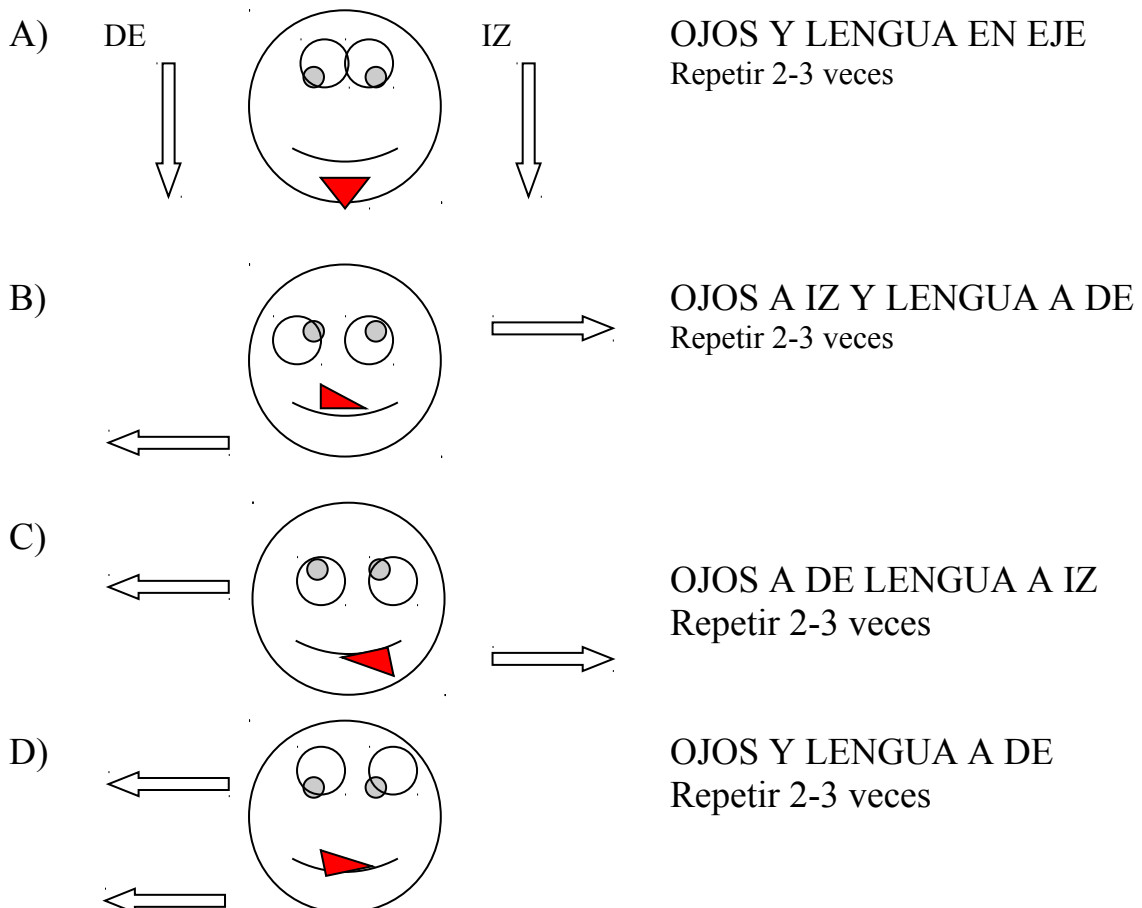 A) DE IZ OJOS Y LENGUA EN EJE
Repetir 2-3 veces
B) OJOS A IZ Y LENGUA A DE
Repetir 2-3 veces
C)
OJOS A DE LENGUA A IZ
Repetir 2-3 veces
D) OJOS Y LENGUA A DE
Repetir 2-3 veces